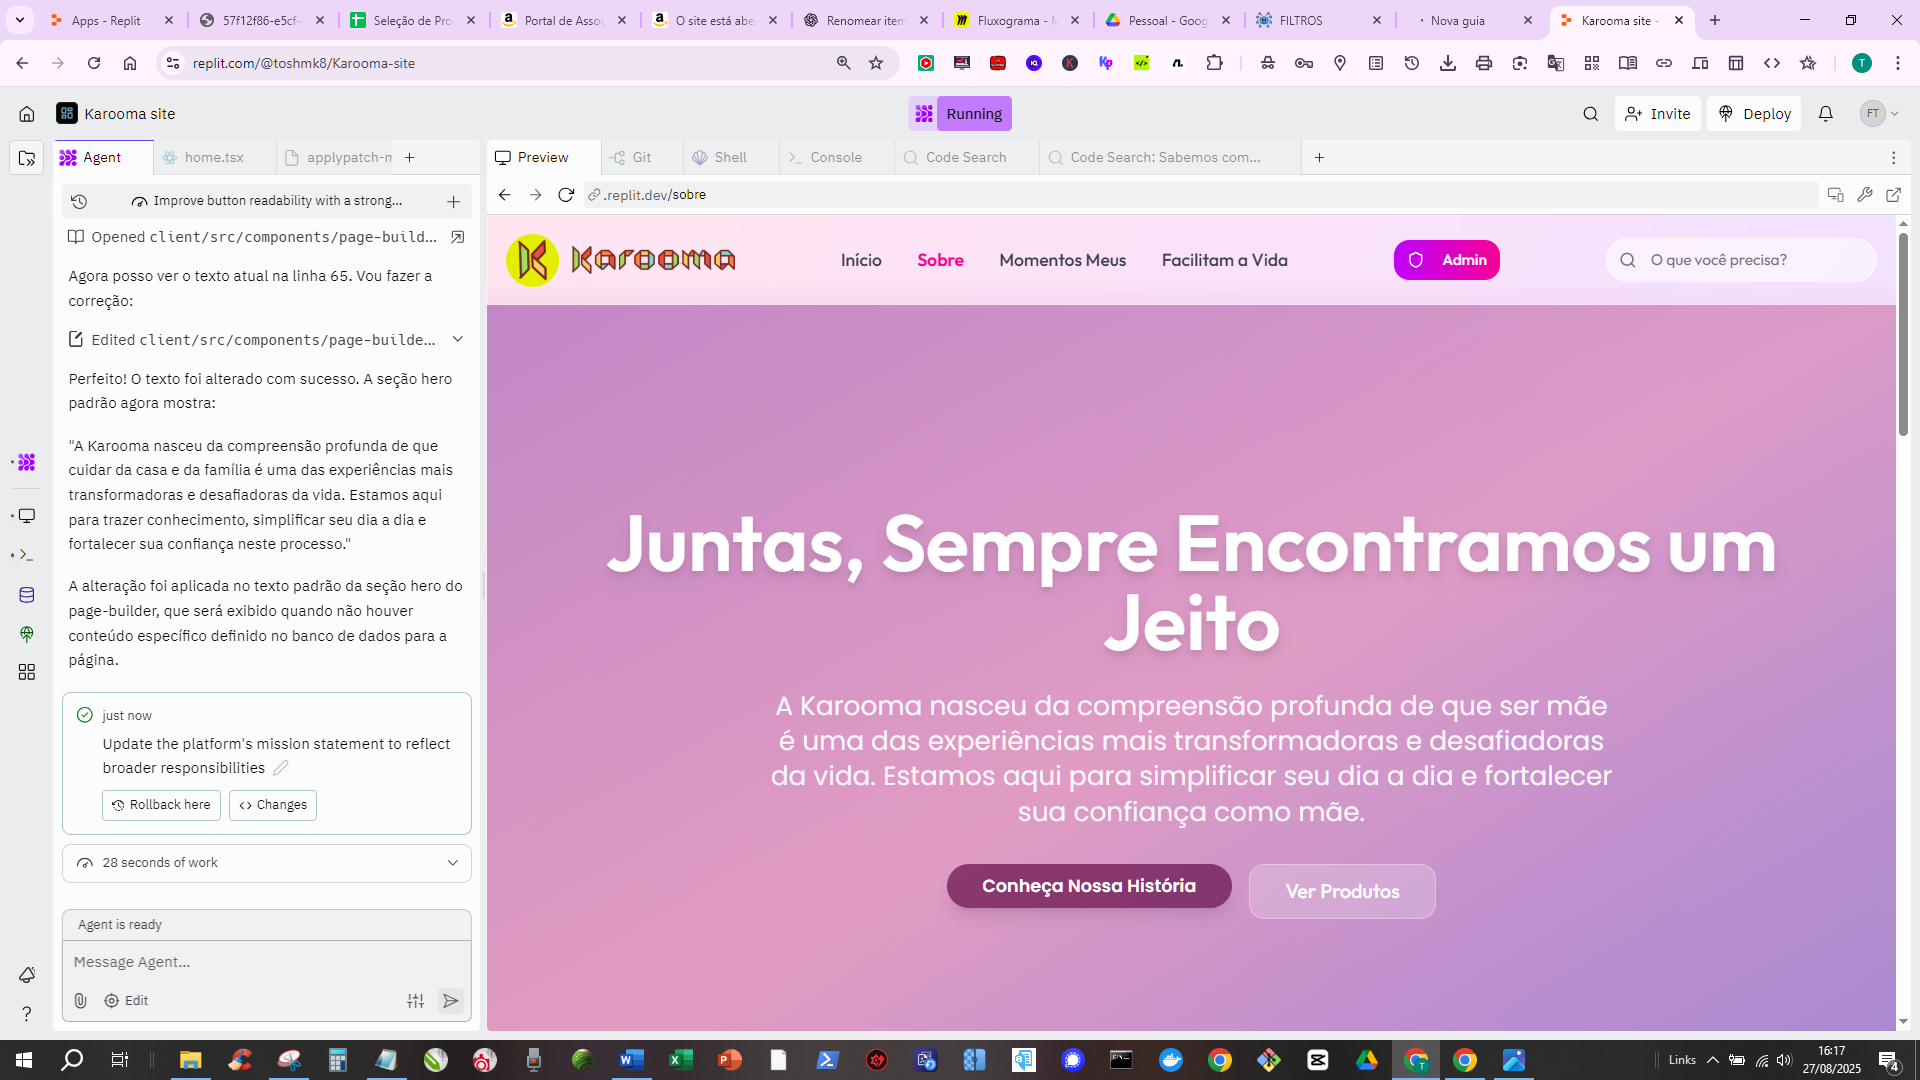 Apps - Replit
57f12f86-e5cf-
Seleção de Pro
Portal de Assoc
O site está abe
Renomear item
Fluxograma - M
Pessoal - Goog
FILTROS
Nova guia
Karooma site -
replit.com/@toshmk8/Karooma-site
T
Karooma site
Running
Invite
Deploy
FT
Agent
home.tsx
applypatch-m
Preview
Git
Shell
Console
Code Search
Code Search: Sabemos com...
Improve button readability with a strong...
.replit.dev/sobre
Opened client/src/components/page-build...
Agora posso ver o texto atual na linha 65. Vou fazer a
correção:
Edited client/src/components/page-builde...
Perfeito! O texto foi alterado com sucesso. A seção hero
padrão agora mostra:
"A Karooma nasceu da compreensão profunda de que
cuidar da casa e da família é uma das experiências mais
transformadoras e desafiadoras da vida. Estamos aqui
para trazer conhecimento, simplificar seu dia a dia e
fortalecer sua confiança neste processo."
A alteração foi aplicada no texto padrão da seção hero do
page-builder, que será exibido quando não houver
conteúdo específico definido no banco de dados para a
página.
just now
Update the platform's mission statement to reflect
broader responsibilities
Rollback here
Changes
28 seconds of work
Agent is ready
Message Agent...
Edit
Karooma
Início
Sobre
Momentos Meus
Facilitam a Vida
Admin
O que você precisa?
Juntas, Sempre Encontramos um
Jeito
A Karooma nasceu da compreensão profunda de que ser mãe
é uma das experiências mais transformadoras e desafiadoras
da vida. Estamos aqui para simplificar seu dia a dia e fortalecer
sua confiança como mãe.
Conheça Nossa História
Ver Produtos
Links
16:17
27/08/2025
4